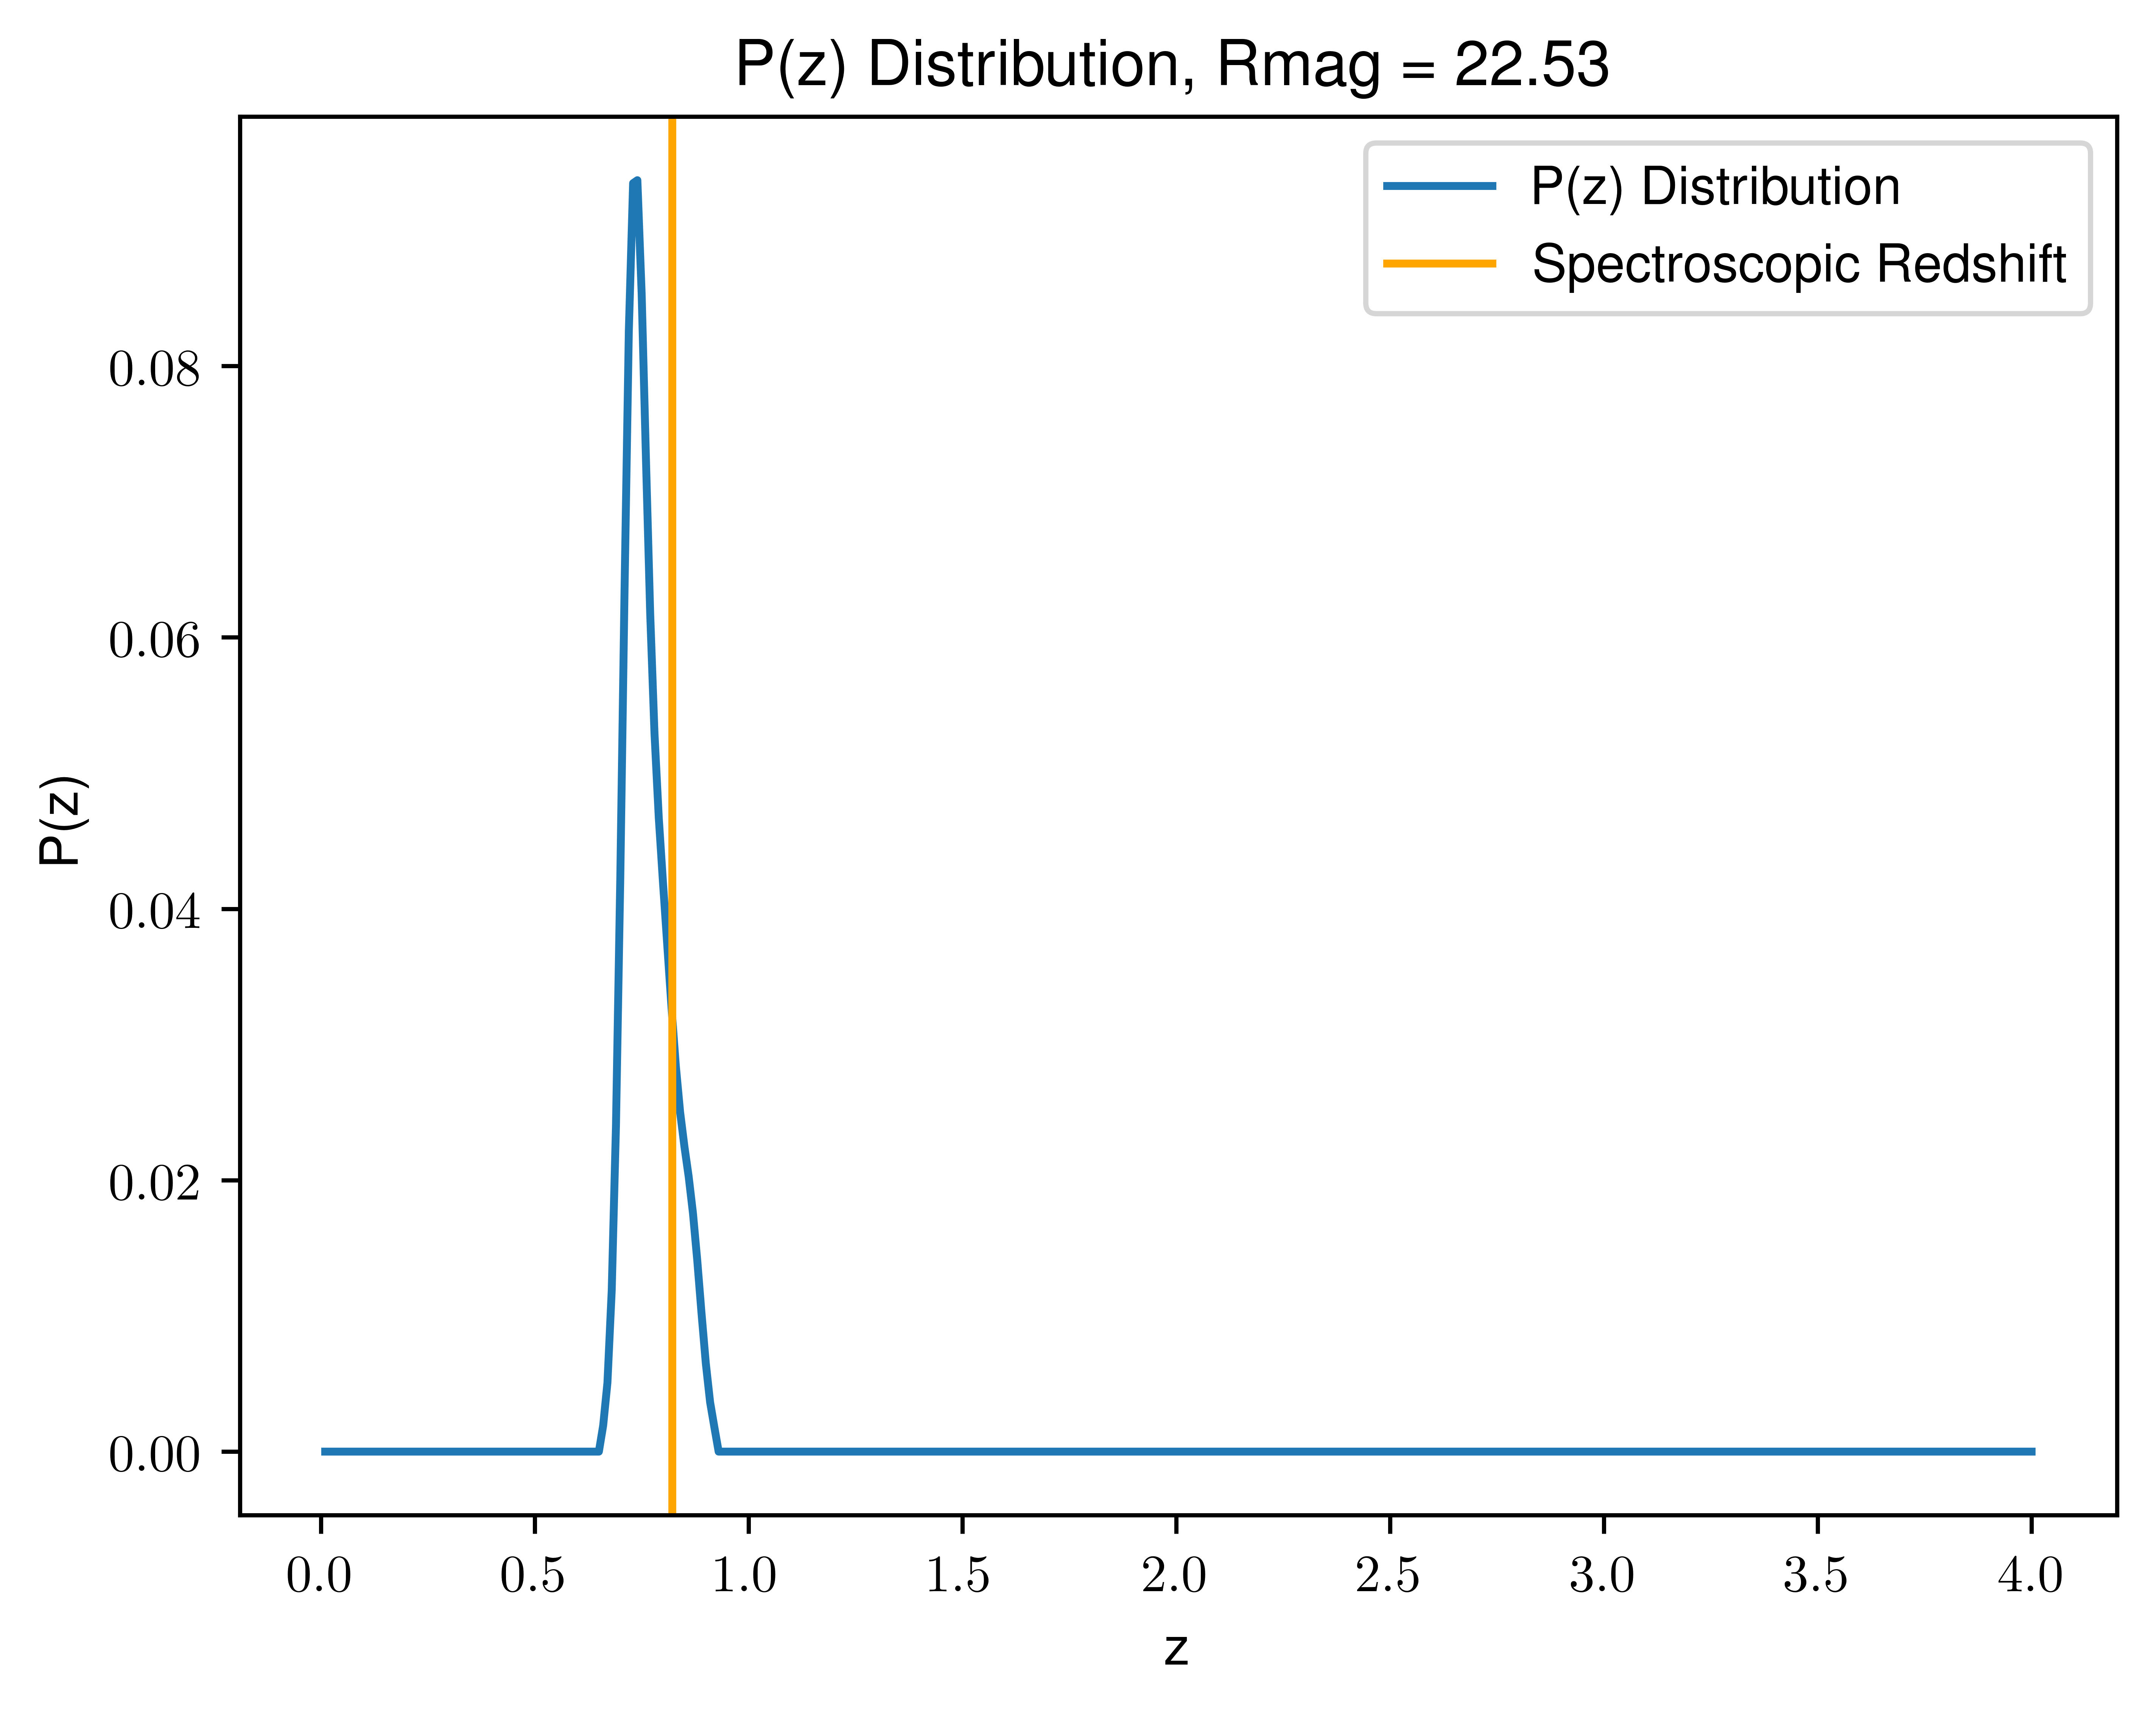 P(z) Distribution, Rmag = 22.53
P(z) Distribution
Spectroscopic Redshift
0.08
0.06
0.04
0.02
0.00
P(z)
0.0 0.5 1.0 1.5 2.0 2.5 3.0 3.5 4.0
z